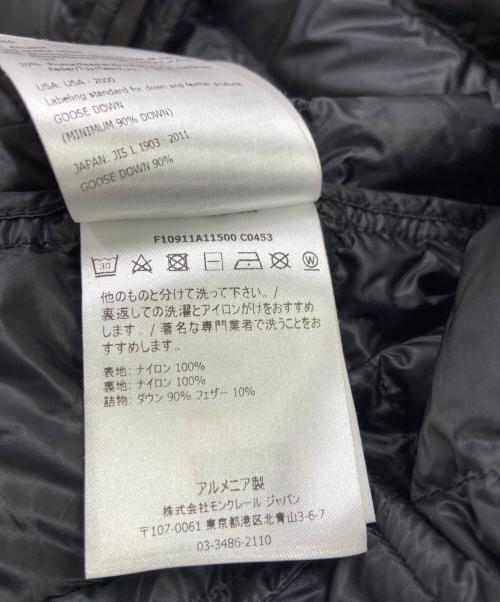 USA: USA - 2000
Labeling standard for down and feather products
GOOSE DOWN
(MINIMUM 90% DOWN)
JAPAN: JIS L 1903 : 2011
GOOSE DOWN 90%
F10911A11500 C0453
30
W
他のものと分けて洗って下さい。/
裏返しての洗濯とアイロンがけをおすすめ
します。/ 著名な専門業者で洗うことをお
すすめします。
表地: ナイロン 100%
裏地: ナイロン 100%
詰物: ダウン 90% フェザー 10%
アルメニア製
株式会社モンクレール ジャパン
〒107-0061 東京都港区北青山3-6-7
03-3486-2110